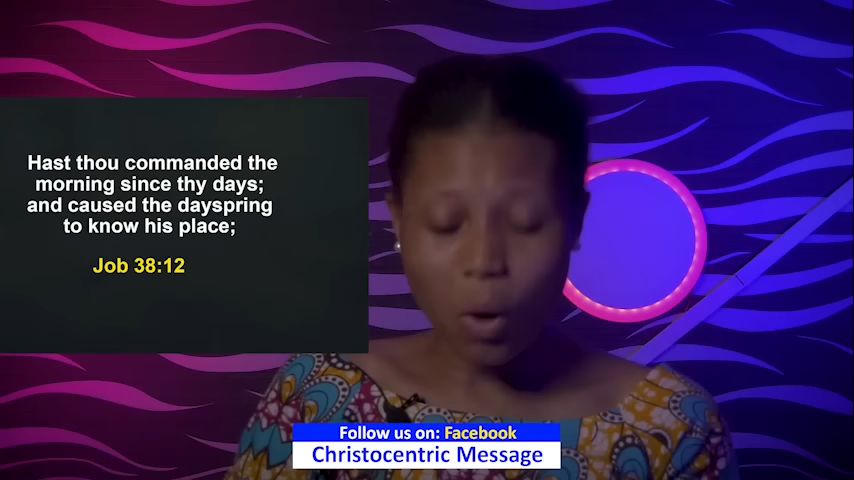 Hast thou commanded the
morning since thy days;
and caused the dayspring
to know his place;
Job 38:12
Follow us on: Facebook
Christocentric Message